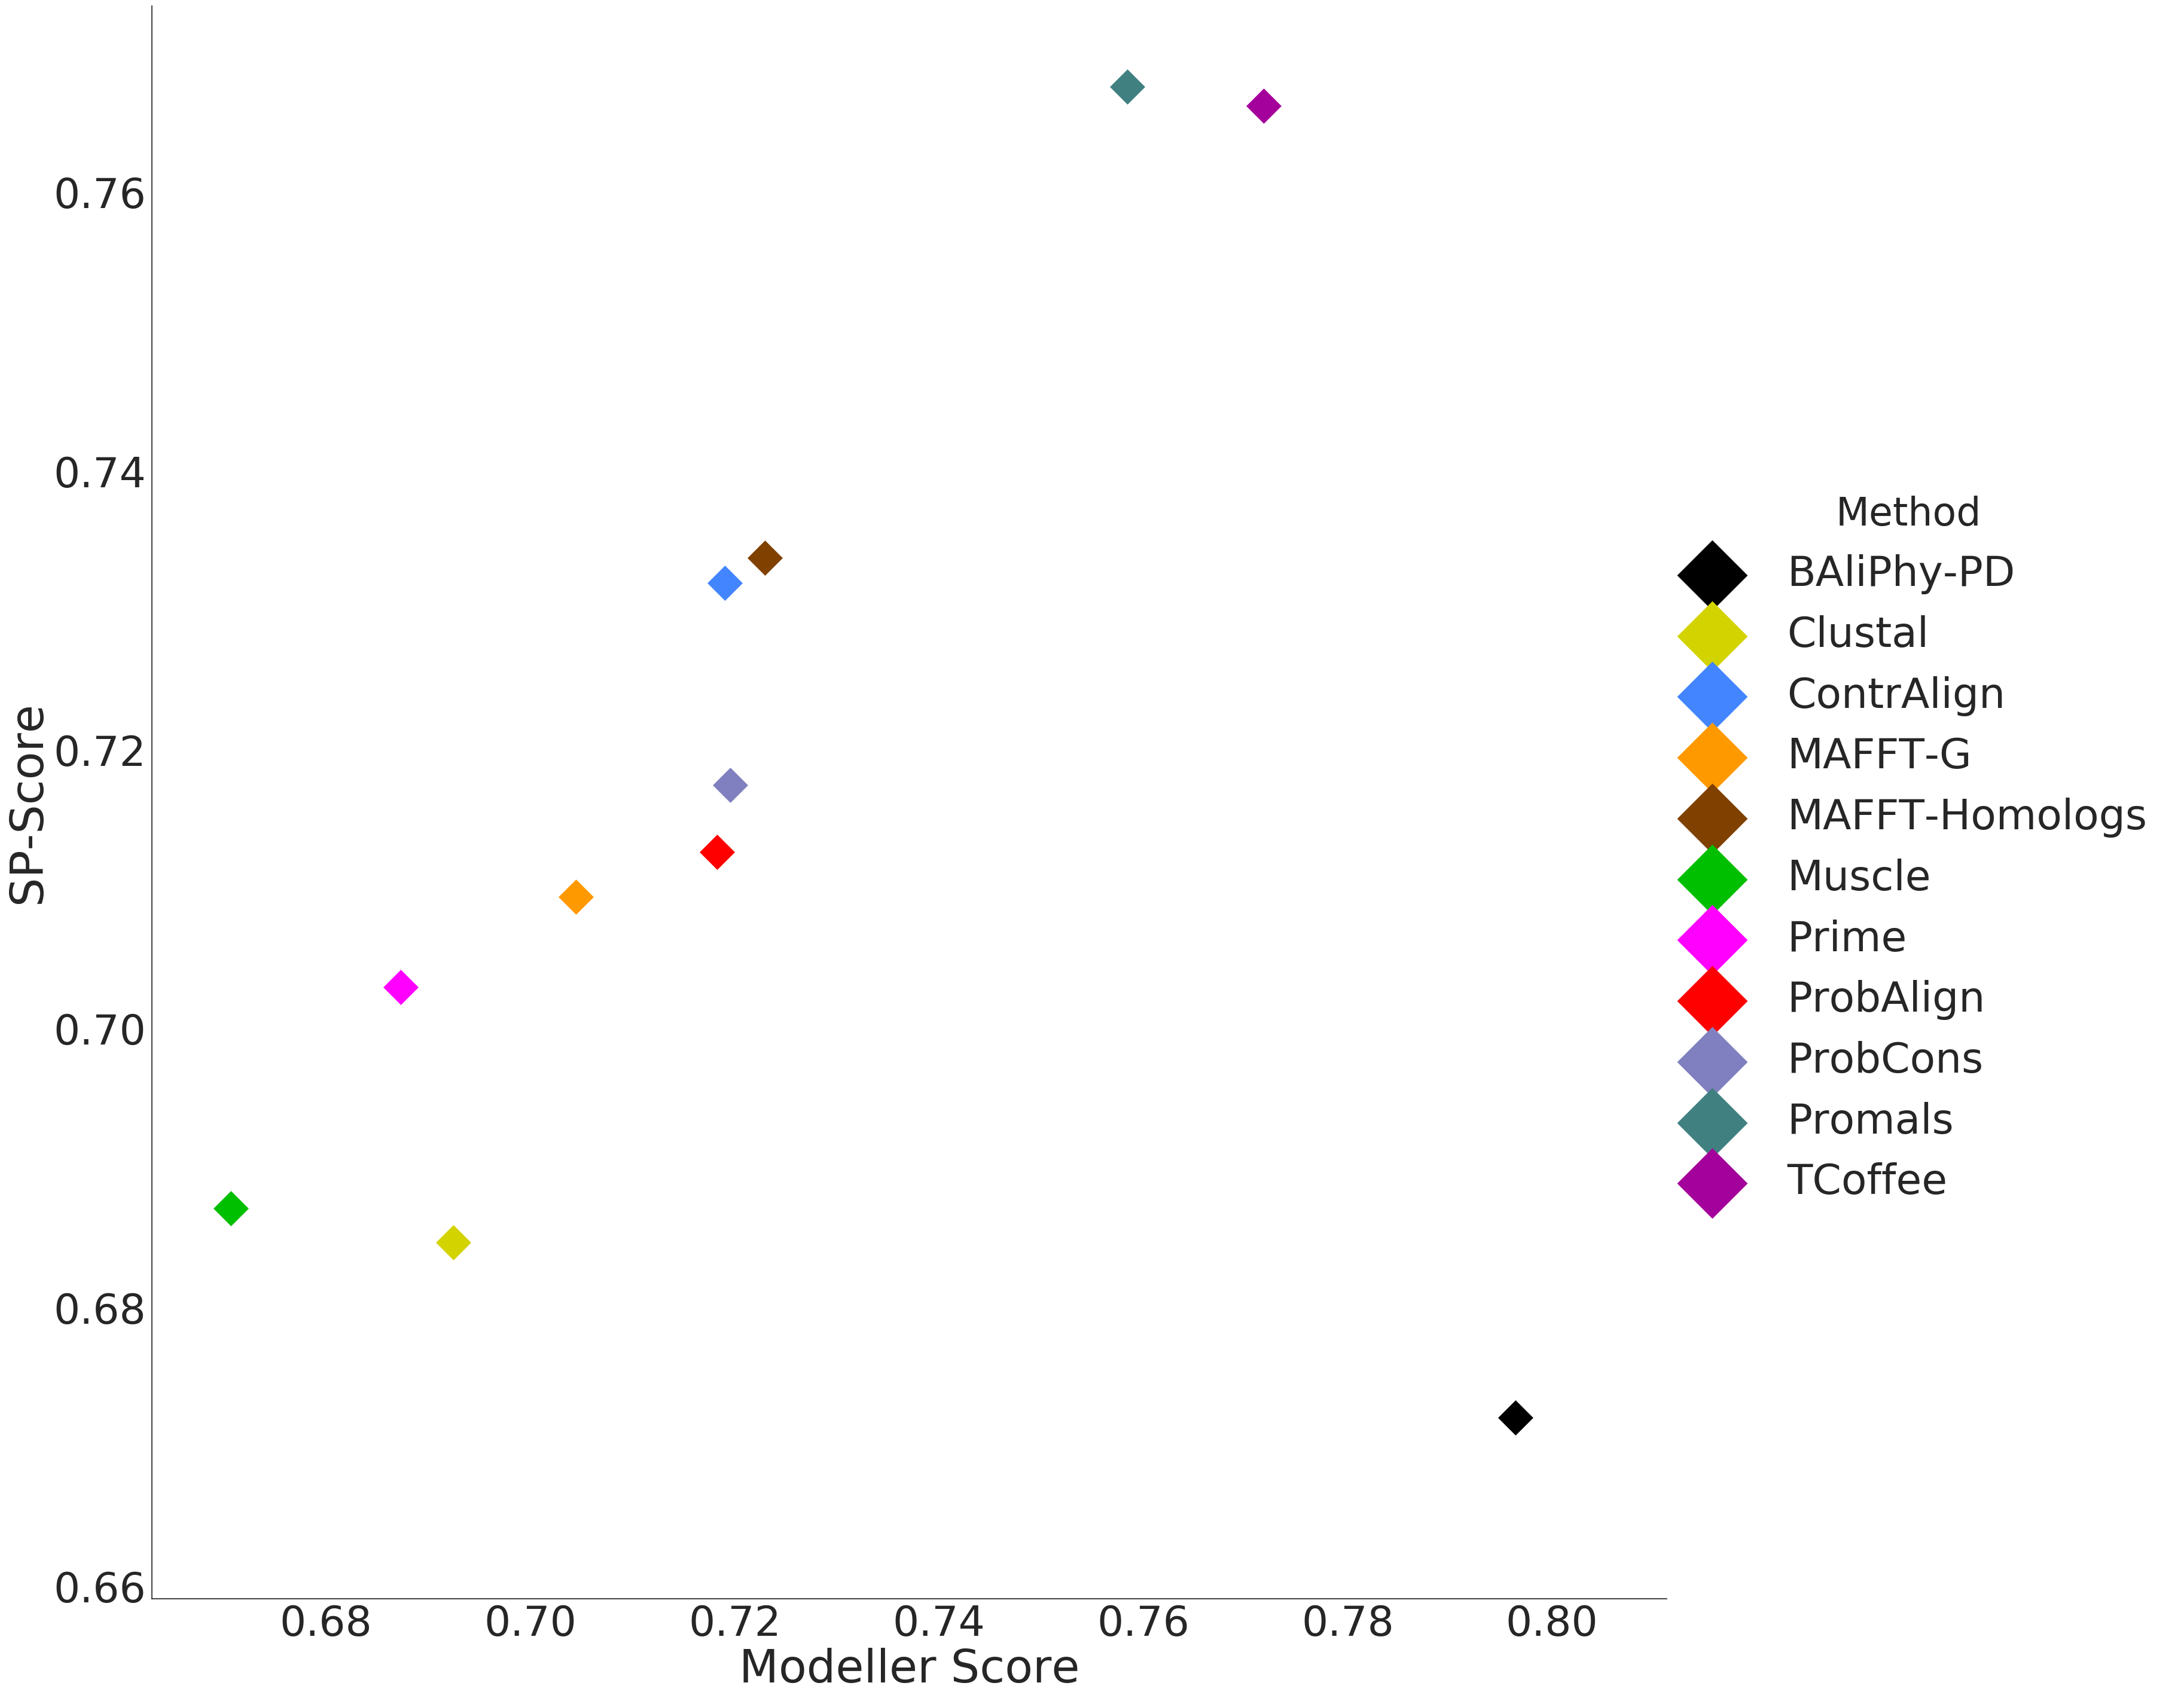 0.76
0.74
0.72
0.70
0.68
0.66
SP-Score
0.68 0.70 0.72 0.74 0.76 0.78 0.80
Modeller Score
Method
BAliPhy-PD
Clustal
ContrAlign
MAFFT-G
MAFFT-Homologs
Muscle
Prime
ProbAlign
ProbCons
Promals
TCoffee